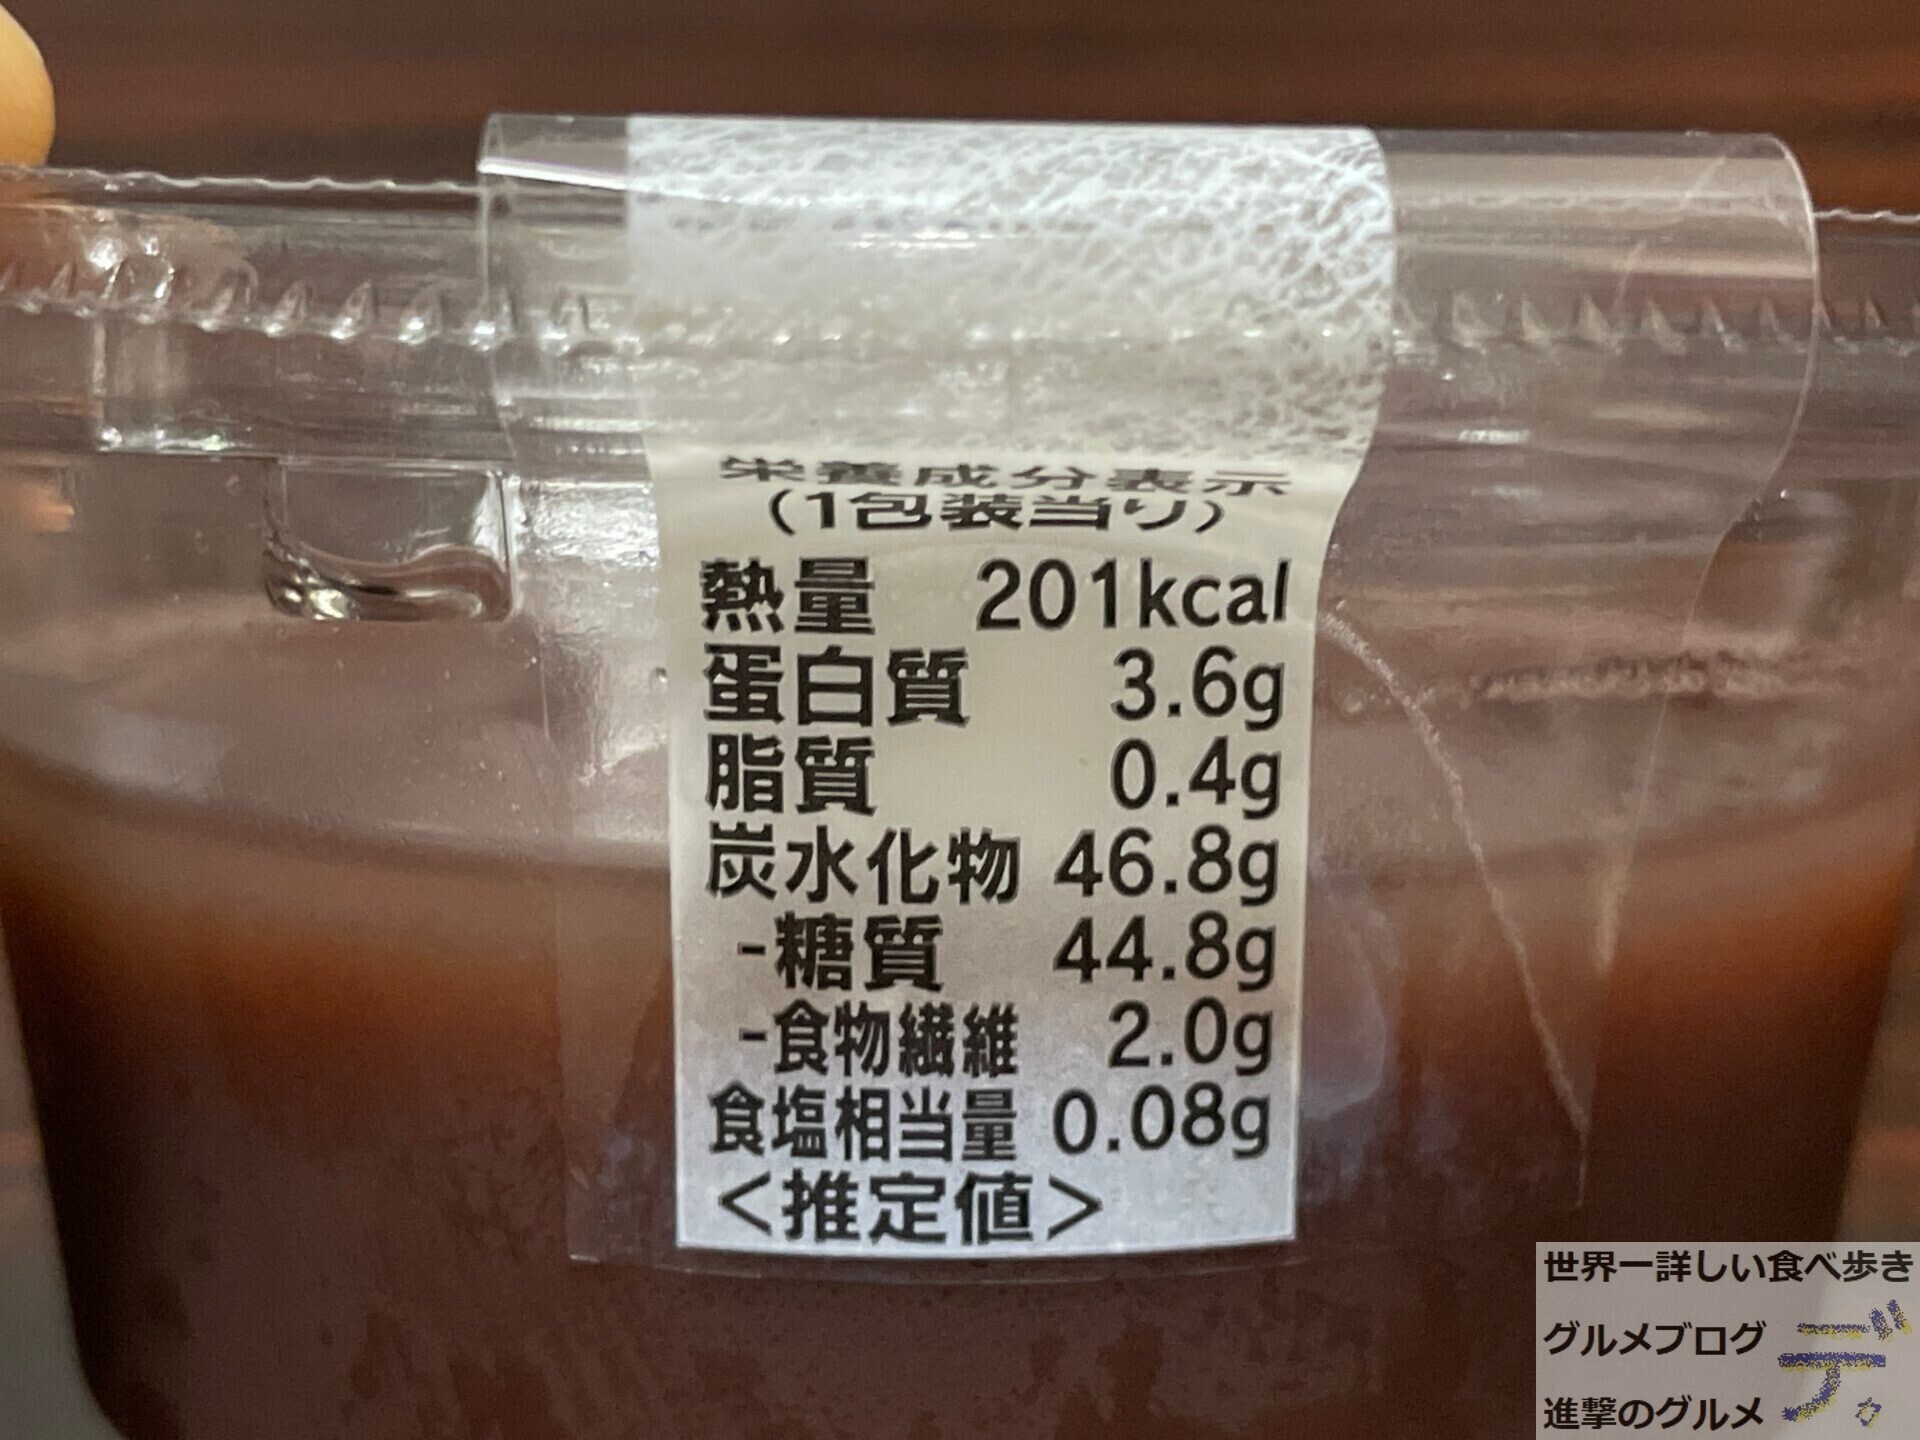 栄養成分表示
(1包装当り)
熱量 201kcal
蛋白質 3.6g
脂質 0.4g
炭水化物 46.8g
-糖質 44.8g
-食物繊維 2.0g
食塩相当量 0.08g
<推定値>
世界一詳しい食べ歩き
グルメブログ
進撃のグルメ
デ。